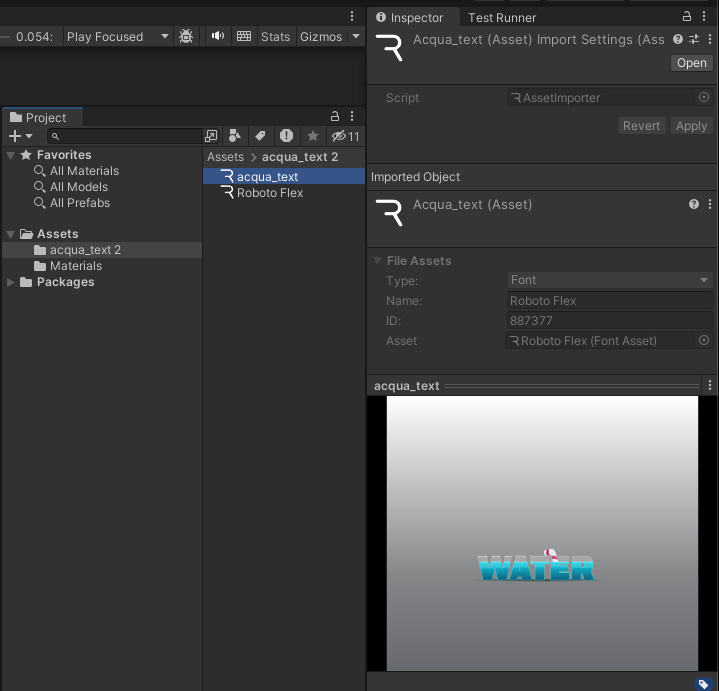 Inspector
Test Runner
0.054:
Play Focused
Stats
Gizmos
Acqua_text (Asset) Import Settings (Ass
Open
Script
AssetImporter
Revert
Apply
Project
11
Favorites
All Materials
All Models
All Prefabs
Assets
acqua_text 2
Materials
Packages
Assets > acqua_text 2
acqua_text
Roboto Flex
Imported Object
Acqua_text (Asset)
File Assets
Type:
Font
Name:
Roboto Flex
ID:
887377
Asset
Roboto Flex (Font Asset)
acqua_text
WATER